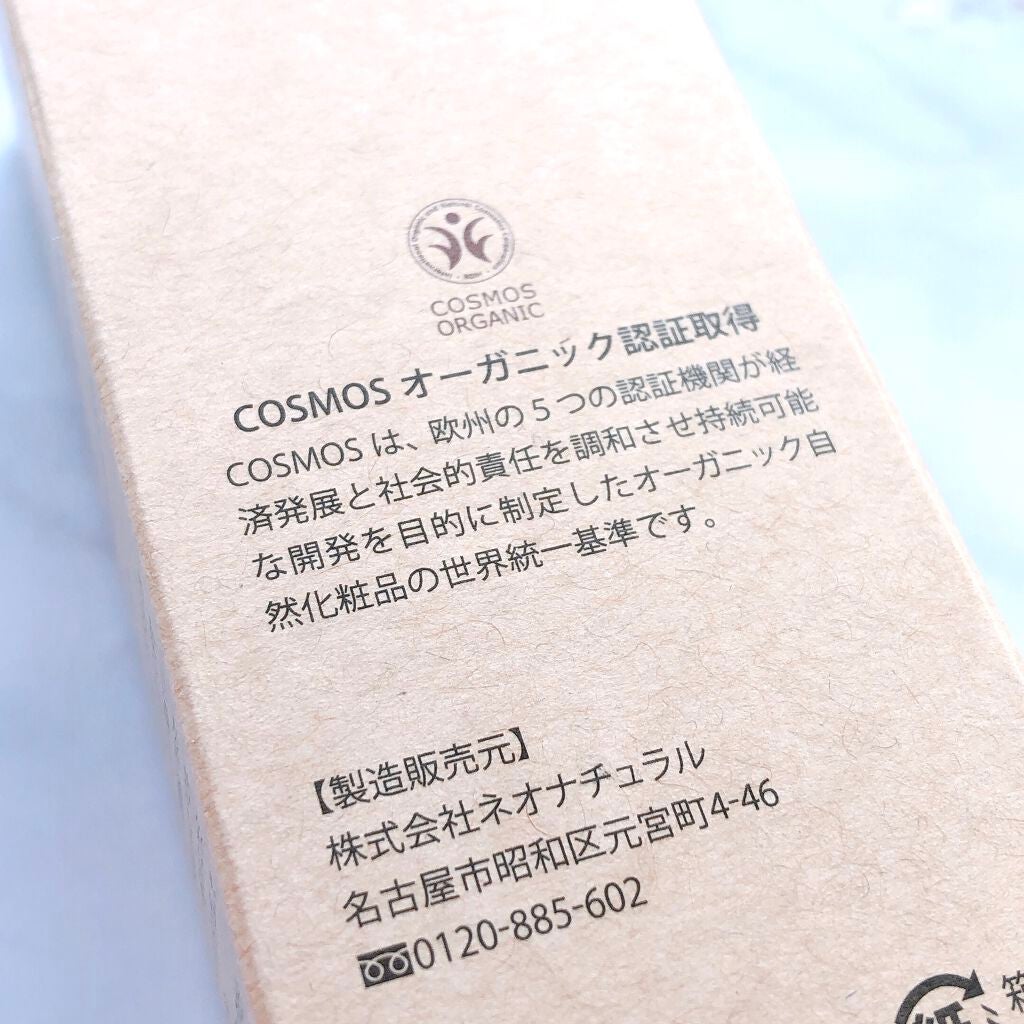 COSMOS
ORGANIC
COSMOS オーガニック認証取得
COSMOS は、欧州の5つの認証機関が経
済発展と社会的責任を調和させ持続可能
な開発を目的に制定したオーガニック自
然化粧品の世界統一基準です。
【製造販売元】
株式会社ネオナチュラル
名古屋市昭和区元宮町4-46
0120-885-602
箱
紙